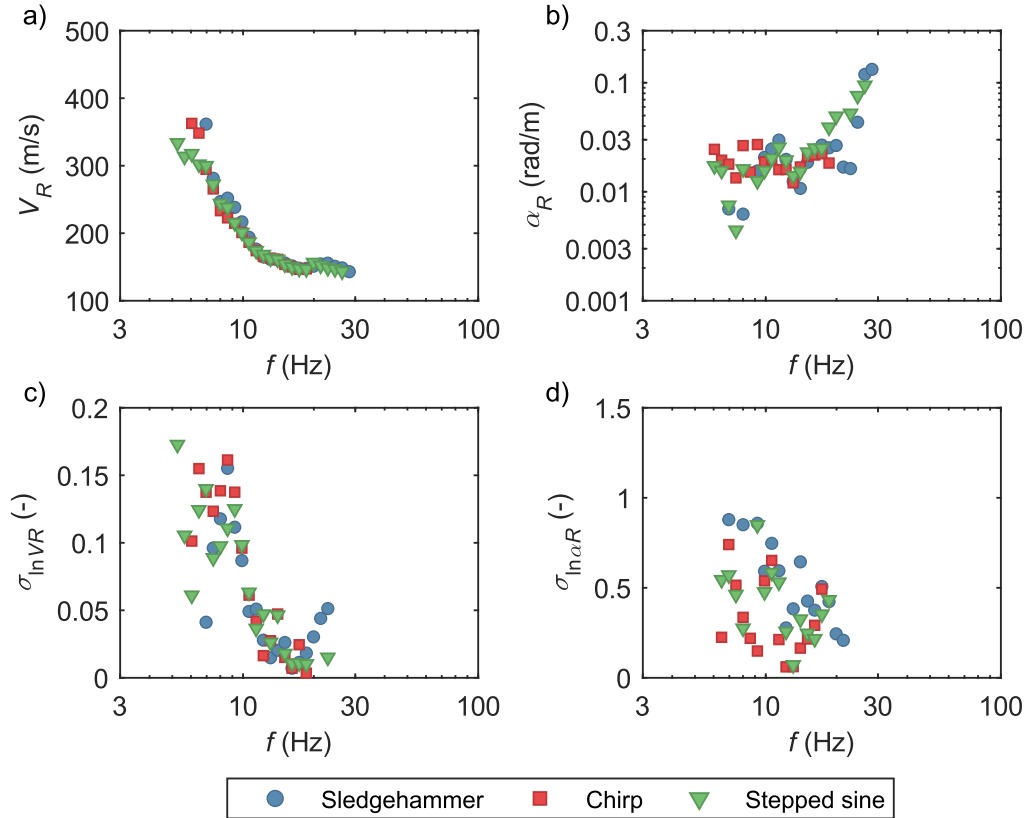 a)
b)
500
400
300
200
100
V_R (m/s)
3
10
30
100
f (Hz)
0.3
0.1
0.03
0.01
0.003
0.001
α_R (rad/m)
3
10
30
100
f (Hz)
c)
d)
0.2
0.15
0.1
0.05
0
σ_lnVR (-)
3
10
30
100
f (Hz)
1.5
1
0.5
0
σ_lnαR (-)
3
10
30
100
f (Hz)
Sledgehammer Chirp Stepped sine